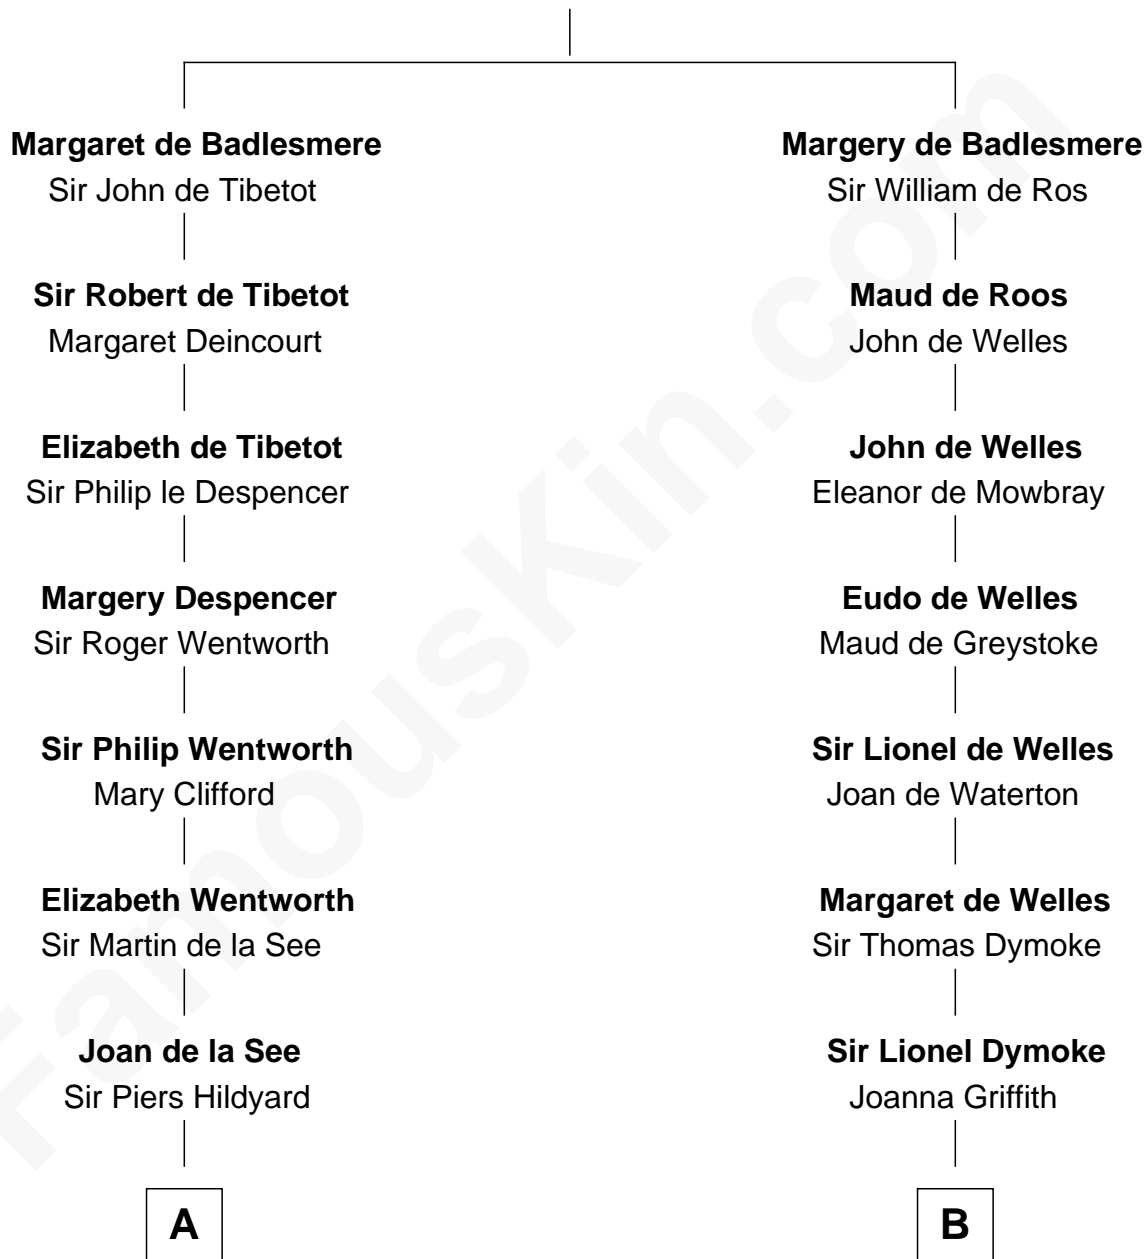 Margaret de Badlesmere
Sir John de Tibetot
Sir Robert de Tibetot
Margaret Deincourt
Elizabeth de Tibetot
Sir Philip le Despencer
Margery Despencer
Sir Roger Wentworth
Sir Philip Wentworth
Mary Clifford
Elizabeth Wentworth
Sir Martin de la See
Joan de la See
Sir Piers Hildyard
A
Margery de Badlesmere
Sir William de Ros
Maud de Roos
John de Welles
John de Welles
Eleanor de Mowbray
Eudo de Welles
Maud de Greystoke
Sir Lionel de Welles
Joan de Waterton
Margaret de Welles
Sir Thomas Dymoke
Sir Lionel Dymoke
Joanna Griffith
B
FamousKin.com